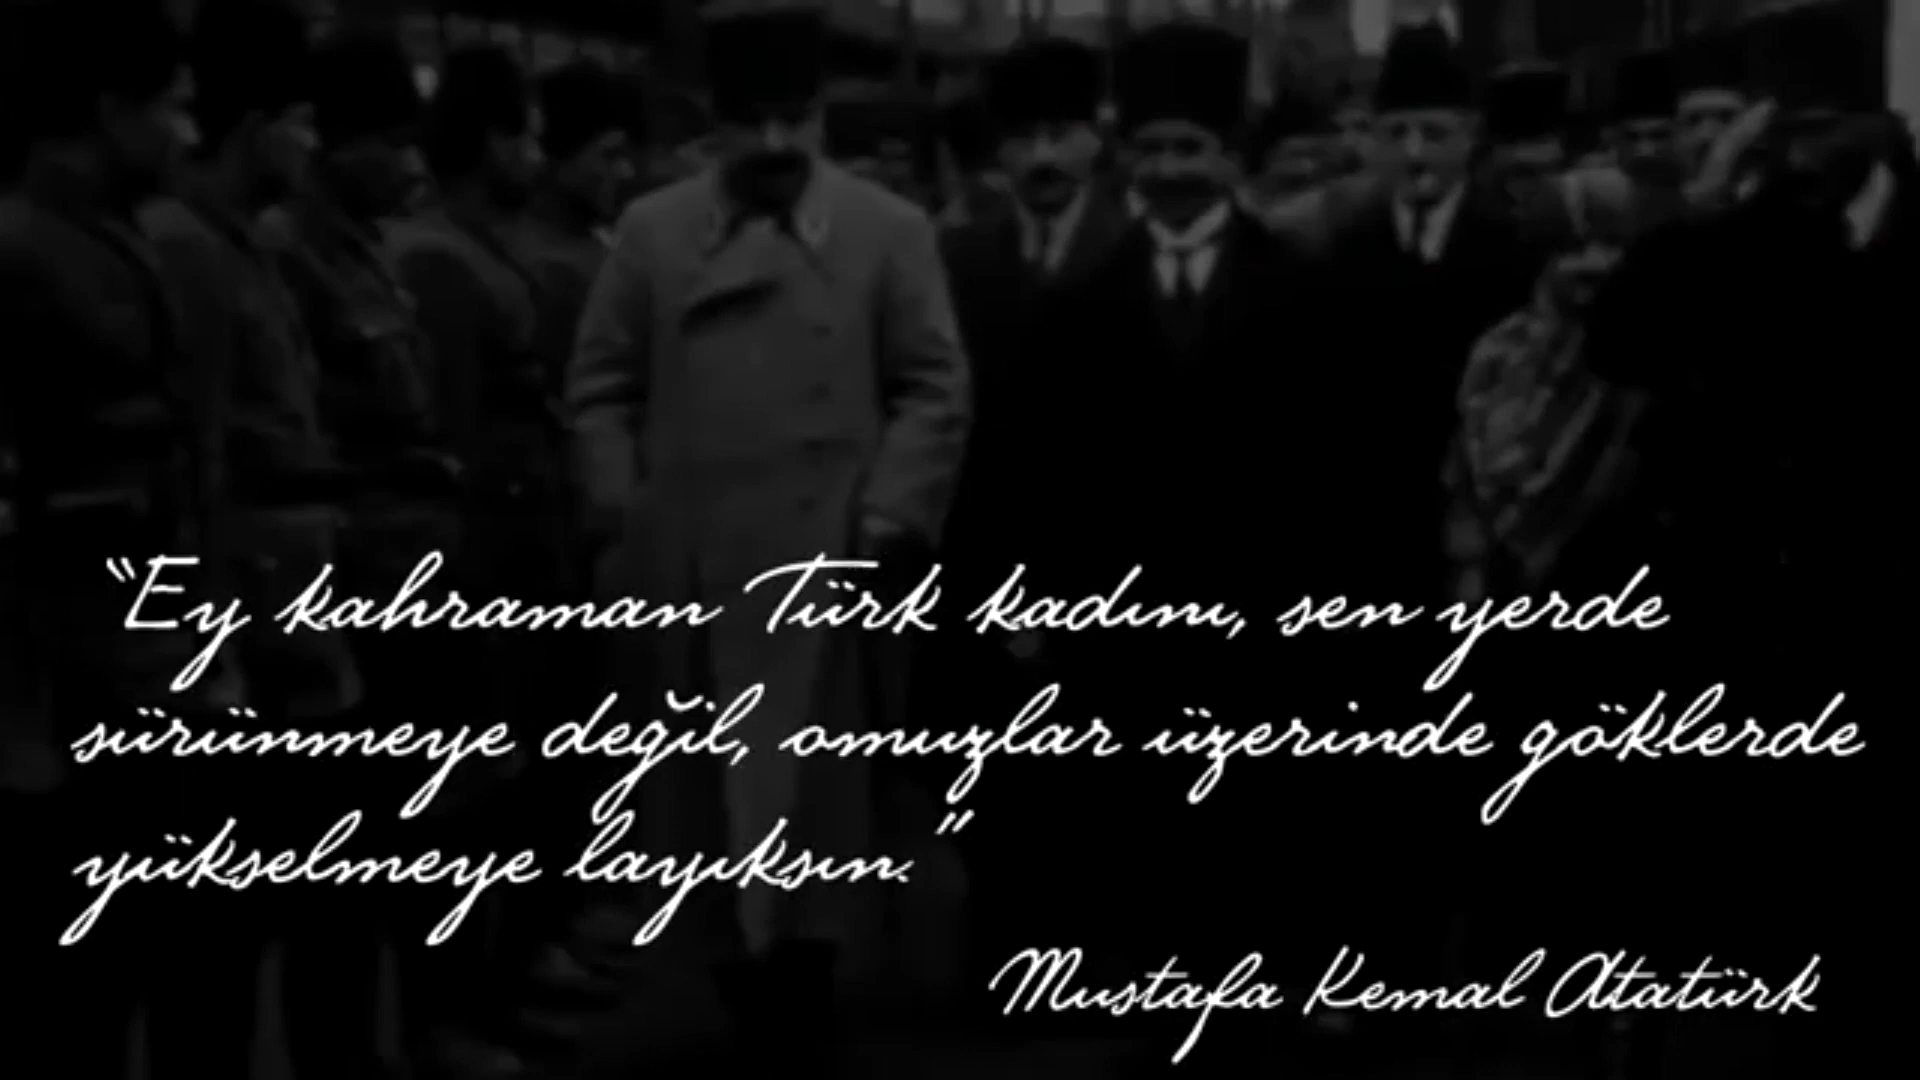 “Ey kahraman Türk kadını, sen yerde
sürünmeye değil, omuzlar üzerinde göklerde
yükselmeye layıksın.”
Mustafa Kemal Atatürk